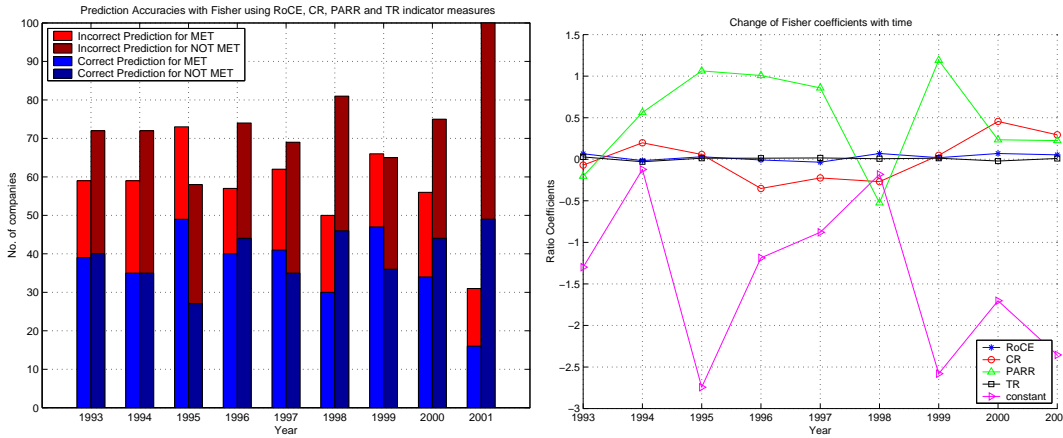 Prediction Accuracies with Fisher using RoCE, CR, PARR and TR indicator measures
No. of companies
100
90
80
70
60
50
40
30
20
10
0
Incorrect Prediction for MET
Incorrect Prediction for NOT MET
Correct Prediction for MET
Correct Prediction for NOT MET
1993 1994 1995 1996 1997 1998 1999 2000 2001
Year
Change of Fisher coefficients with time
Ratio Coefficients
1.5
1
0.5
0
−0.5
−1
−1.5
−2
−2.5
−3
RoCE
CR
PARR
TR
constant
1993 1994 1995 1996 1997 1998 1999 2000 200
Year